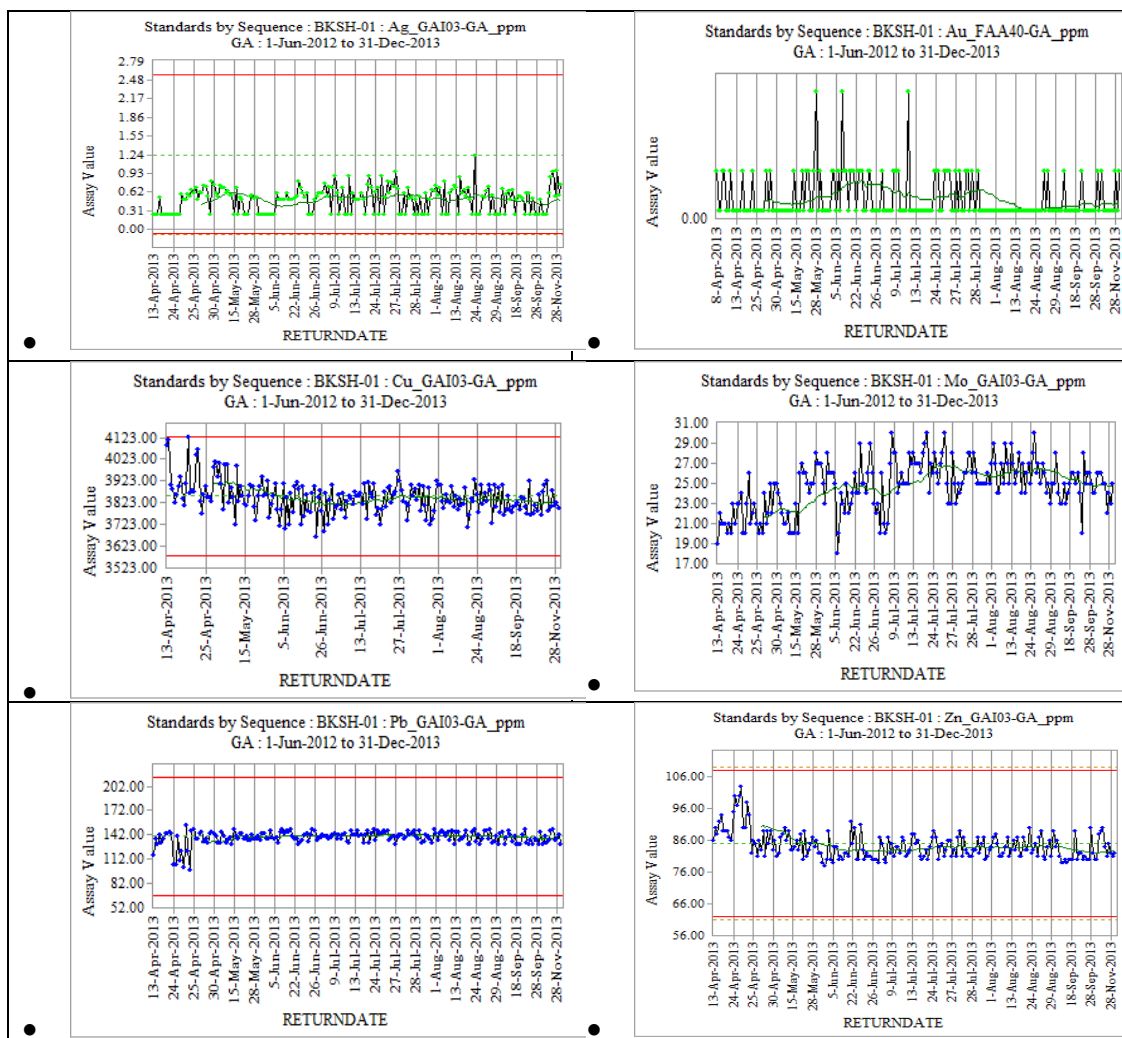 Standards by Sequence : BKSH-01 : Ag_GAI03-GA_ppm
GA : 1-Jun-2012 to 31-Dec-2013
Assay Value
2.79
2.48
2.17
1.86
1.55
1.24
0.93
0.62
0.31
0.00
13-Apr-2013
24-Apr-2013
25-Apr-2013
30-Apr-2013
15-May-2013
28-May-2013
5-Jun-2013
22-Jun-2013
26-Jun-2013
9-Jul-2013
13-Jul-2013
24-Jul-2013
27-Jul-2013
28-Jul-2013
1-Aug-2013
13-Aug-2013
24-Aug-2013
29-Aug-2013
18-Sep-2013
28-Sep-2013
28-Nov-2013
RETURNDATE
Standards by Sequence : BKSH-01 : Au_FAA40-GA_ppm
GA : 1-Jun-2012 to 31-Dec-2013
Assay Value
0.00
8-Apr-2013
13-Apr-2013
25-Apr-2013
30-Apr-2013
15-May-2013
28-May-2013
5-Jun-2013
22-Jun-2013
26-Jun-2013
9-Jul-2013
13-Jul-2013
24-Jul-2013
27-Jul-2013
28-Jul-2013
1-Aug-2013
13-Aug-2013
24-Aug-2013
29-Aug-2013
18-Sep-2013
28-Sep-2013
28-Nov-2013
RETURNDATE
Standards by Sequence : BKSH-01 : Cu_GAI03-GA_ppm
GA : 1-Jun-2012 to 31-Dec-2013
Assay Value
4123.00
4023.00
3923.00
3823.00
3723.00
3623.00
3523.00
13-Apr-2013
25-Apr-2013
15-May-2013
5-Jun-2013
26-Jun-2013
13-Jul-2013
27-Jul-2013
1-Aug-2013
24-Aug-2013
18-Sep-2013
28-Nov-2013
RETURNDATE
Standards by Sequence : BKSH-01 : Mo_GAI03-GA_ppm
GA : 1-Jun-2012 to 31-Dec-2013
Assay Value
31.00
29.00
27.00
25.00
23.00
21.00
19.00
17.00
13-Apr-2013
24-Apr-2013
25-Apr-2013
30-Apr-2013
15-May-2013
28-May-2013
5-Jun-2013
22-Jun-2013
26-Jun-2013
9-Jul-2013
13-Jul-2013
24-Jul-2013
27-Jul-2013
28-Jul-2013
1-Aug-2013
13-Aug-2013
24-Aug-2013
29-Aug-2013
18-Sep-2013
28-Sep-2013
28-Nov-2013
RETURNDATE
Standards by Sequence : BKSH-01 : Pb_GAI03-GA_ppm
GA : 1-Jun-2012 to 31-Dec-2013
Assay Value
202.00
172.00
142.00
112.00
82.00
52.00
13-Apr-2013
24-Apr-2013
25-Apr-2013
30-Apr-2013
15-May-2013
28-May-2013
5-Jun-2013
22-Jun-2013
26-Jun-2013
9-Jul-2013
13-Jul-2013
24-Jul-2013
27-Jul-2013
28-Jul-2013
1-Aug-2013
13-Aug-2013
24-Aug-2013
29-Aug-2013
18-Sep-2013
28-Sep-2013
28-Nov-2013
RETURNDATE
Standards by Sequence : BKSH-01 : Zn_GAI03-GA_ppm
GA : 1-Jun-2012 to 31-Dec-2013
Assay Value
106.00
96.00
86.00
76.00
66.00
56.00
13-Apr-2013
24-Apr-2013
25-Apr-2013
30-Apr-2013
15-May-2013
28-May-2013
5-Jun-2013
22-Jun-2013
26-Jun-2013
9-Jul-2013
13-Jul-2013
24-Jul-2013
27-Jul-2013
28-Jul-2013
1-Aug-2013
13-Aug-2013
24-Aug-2013
29-Aug-2013
18-Sep-2013
28-Sep-2013
28-Nov-2013
RETURNDATE